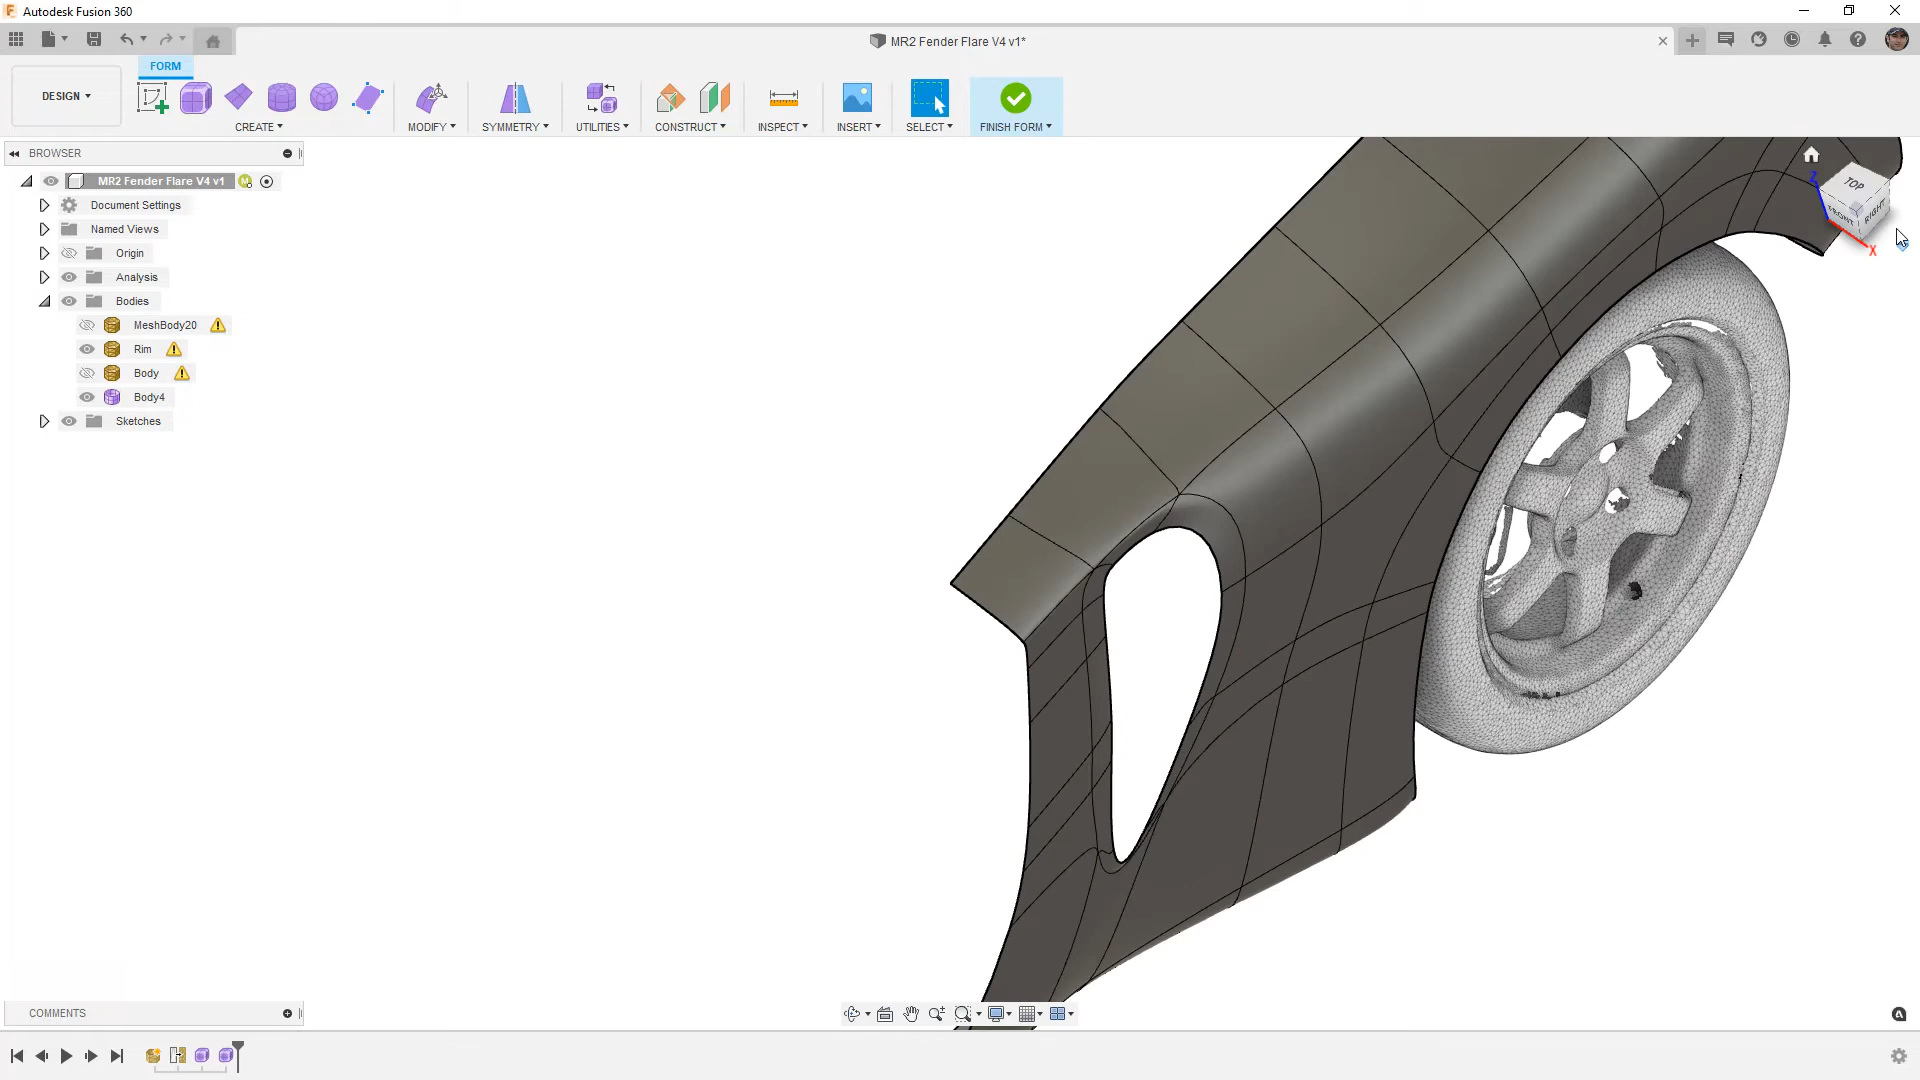 Autodesk Fusion 360
MR2 Fender Flare V4 v1*
DESIGN
FORM
CREATE
MODIFY
SYMMETRY
UTILITIES
CONSTRUCT
INSPECT
INSERT
SELECT
FINISH FORM
BROWSER
MR2 Fender Flare V4 v1
Document Settings
Named Views
Origin
Analysis
Bodies
MeshBody20
Rim
Body
Body4
Sketches
TOP
FRONT
RIGHT
Z
X
COMMENTS